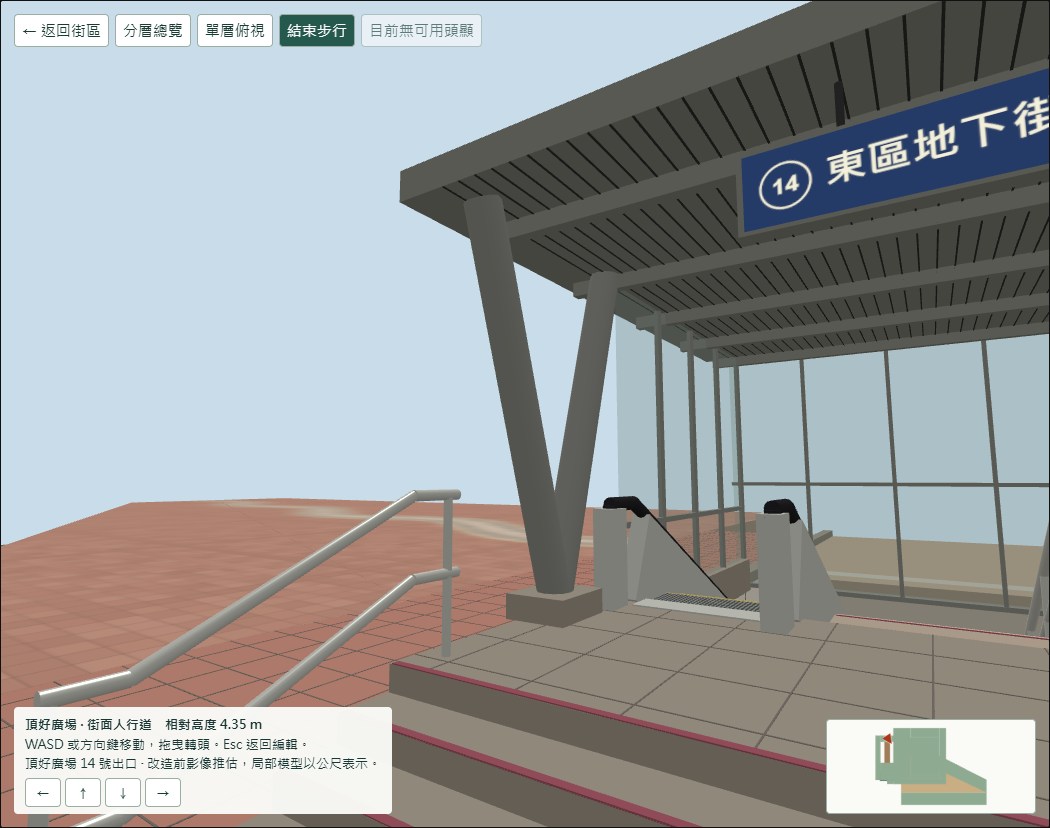 ← 返回街區
分層總覽
單層俯視
結束步行
目前無可用頭顯
14 東區地下街
頂好廣場 · 街面人行道 相對高度 4.35 m
WASD 或方向鍵移動，拖曳轉頭。Esc 返回編輯。
頂好廣場 14 號出口 · 改造前影像推估，局部模型以公尺表示。
← ↑ ↓ →